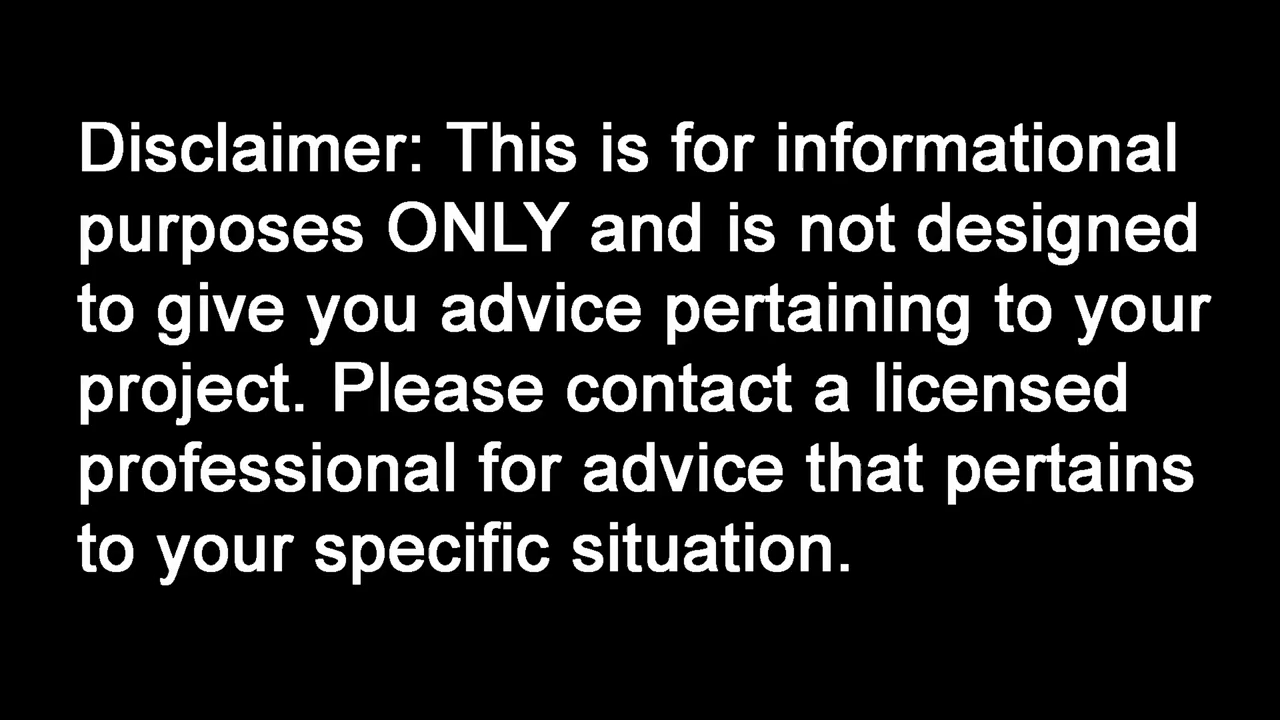 Disclaimer: This is for informational
purposes ONLY and is not designed
to give you advice pertaining to your
project. Please contact a licensed
professional for advice that pertains
to your specific situation.